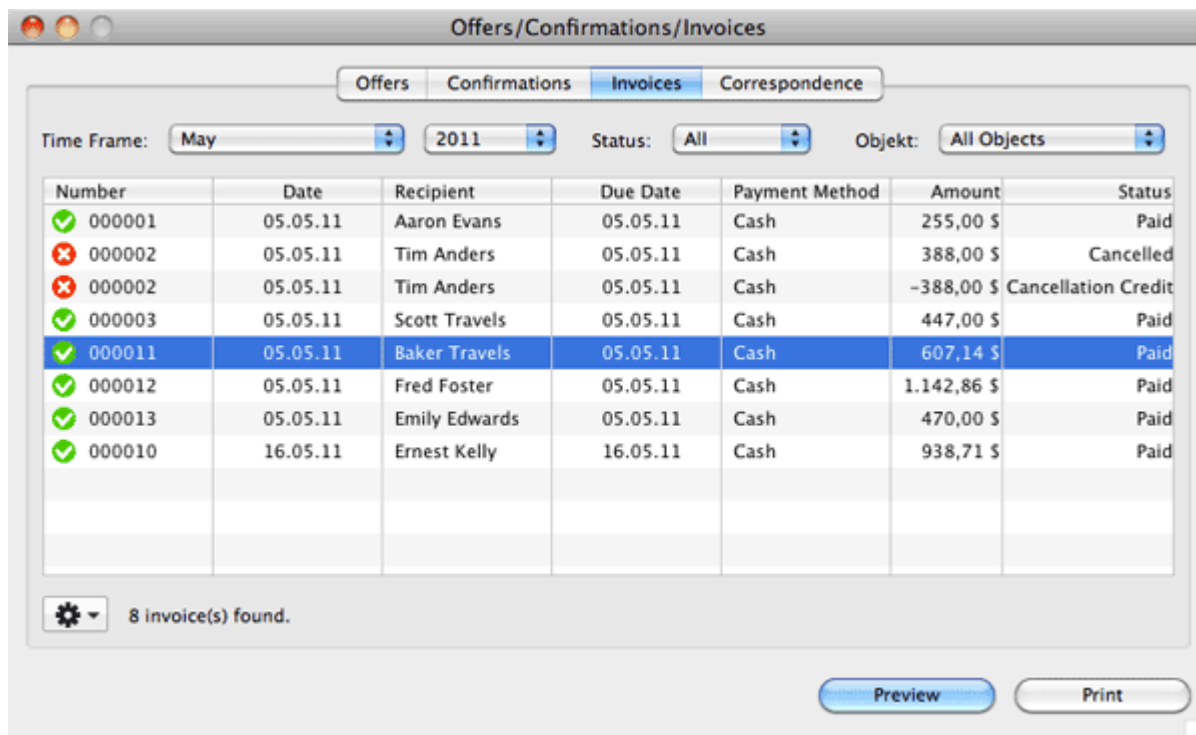 Offers/Confirmations/Invoices
Offers Confirmations Invoices Correspondence
Time Frame: May 2011 Status: All Objekt: All Objects
Number Date Recipient Due Date Payment Method Amount Status
000001 05.05.11 Aaron Evans 05.05.11 Cash 255,00 $ Paid
000002 05.05.11 Tim Anders 05.05.11 Cash 388,00 $ Cancelled
000002 05.05.11 Tim Anders 05.05.11 Cash -388,00 $ Cancellation Credit
000003 05.05.11 Scott Travels 05.05.11 Cash 447,00 $ Paid
000011 05.05.11 Baker Travels 05.05.11 Cash 607,14 $ Paid
000012 05.05.11 Fred Foster 05.05.11 Cash 1.142,86 $ Paid
000013 05.05.11 Emily Edwards 05.05.11 Cash 470,00 $ Paid
000010 16.05.11 Ernest Kelly 16.05.11 Cash 938,71 $ Paid
8 invoice(s) found.
Preview Print